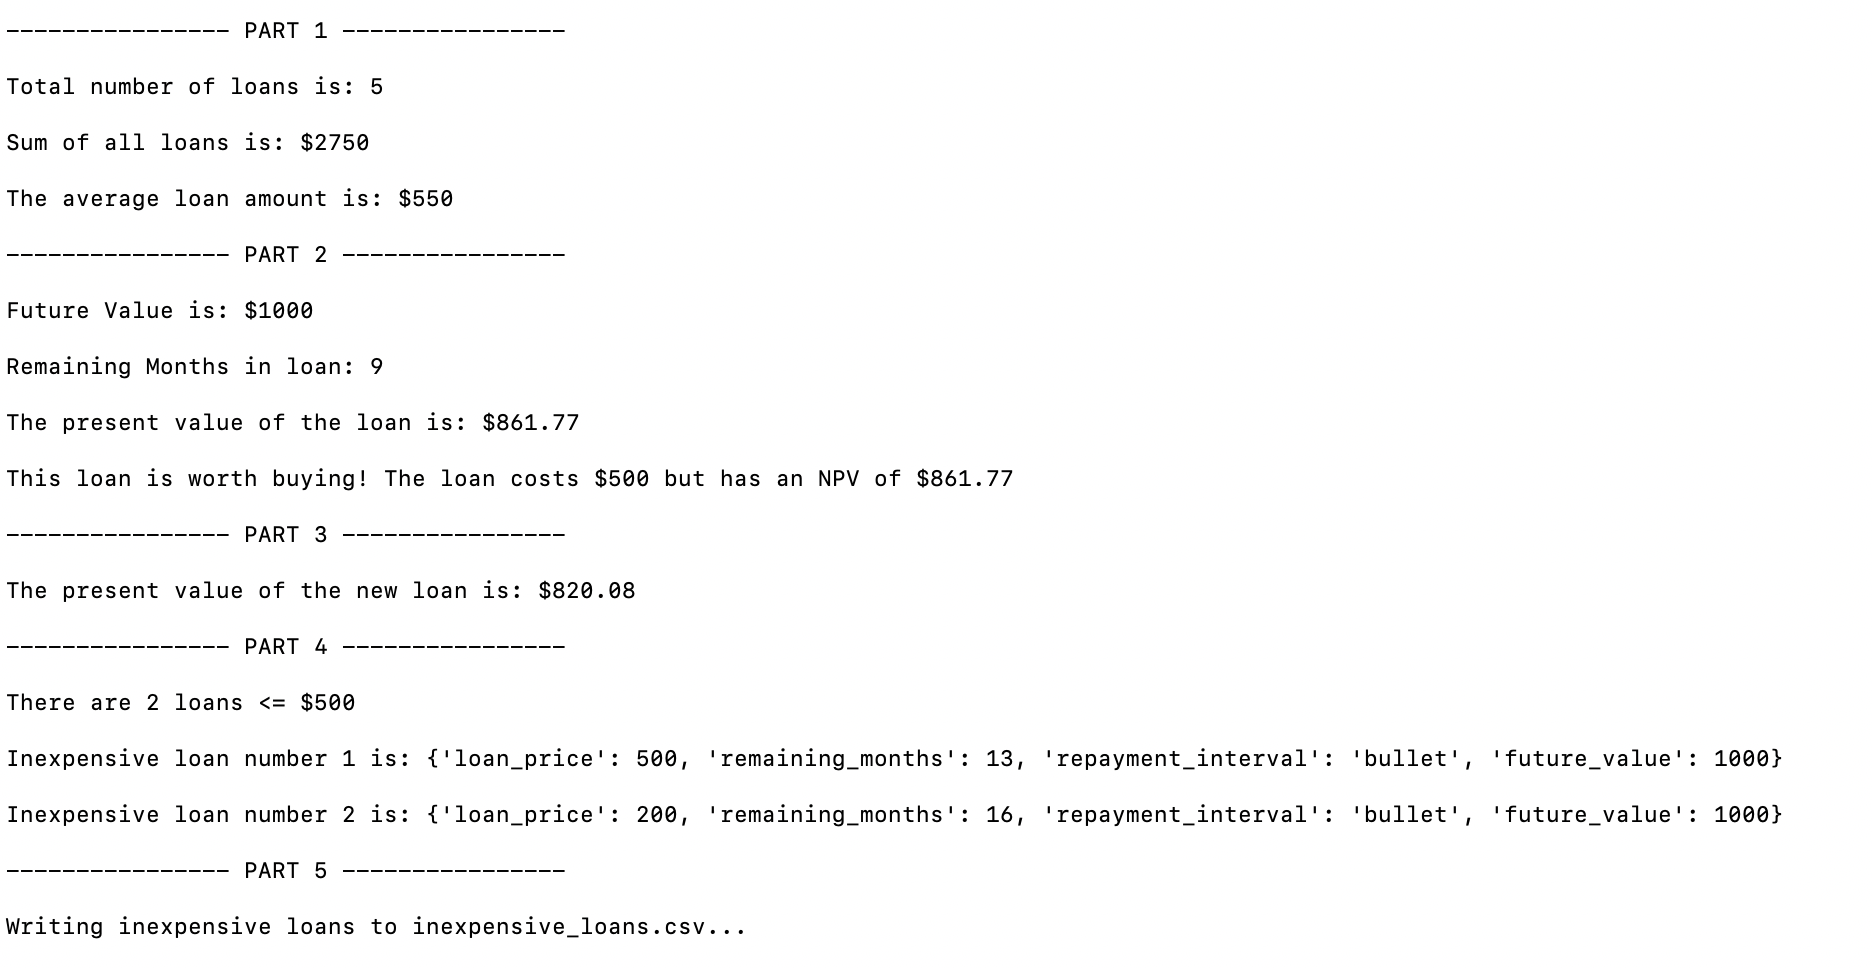 ---------------- PART 1 ----------------
Total number of loans is: 5
Sum of all loans is: $2750
The average loan amount is: $550
---------------- PART 2 ----------------
Future Value is: $1000
Remaining Months in loan: 9
The present value of the loan is: $861.77
This loan is worth buying! The loan costs $500 but has an NPV of $861.77
---------------- PART 3 ----------------
The present value of the new loan is: $820.08
---------------- PART 4 ----------------
There are 2 loans <= $500
Inexpensive loan number 1 is: {'loan_price': 500, 'remaining_months': 13, 'repayment_interval': 'bullet', 'future_value': 1000}
Inexpensive loan number 2 is: {'loan_price': 200, 'remaining_months': 16, 'repayment_interval': 'bullet', 'future_value': 1000}
---------------- PART 5 ----------------
Writing inexpensive loans to inexpensive_loans.csv...